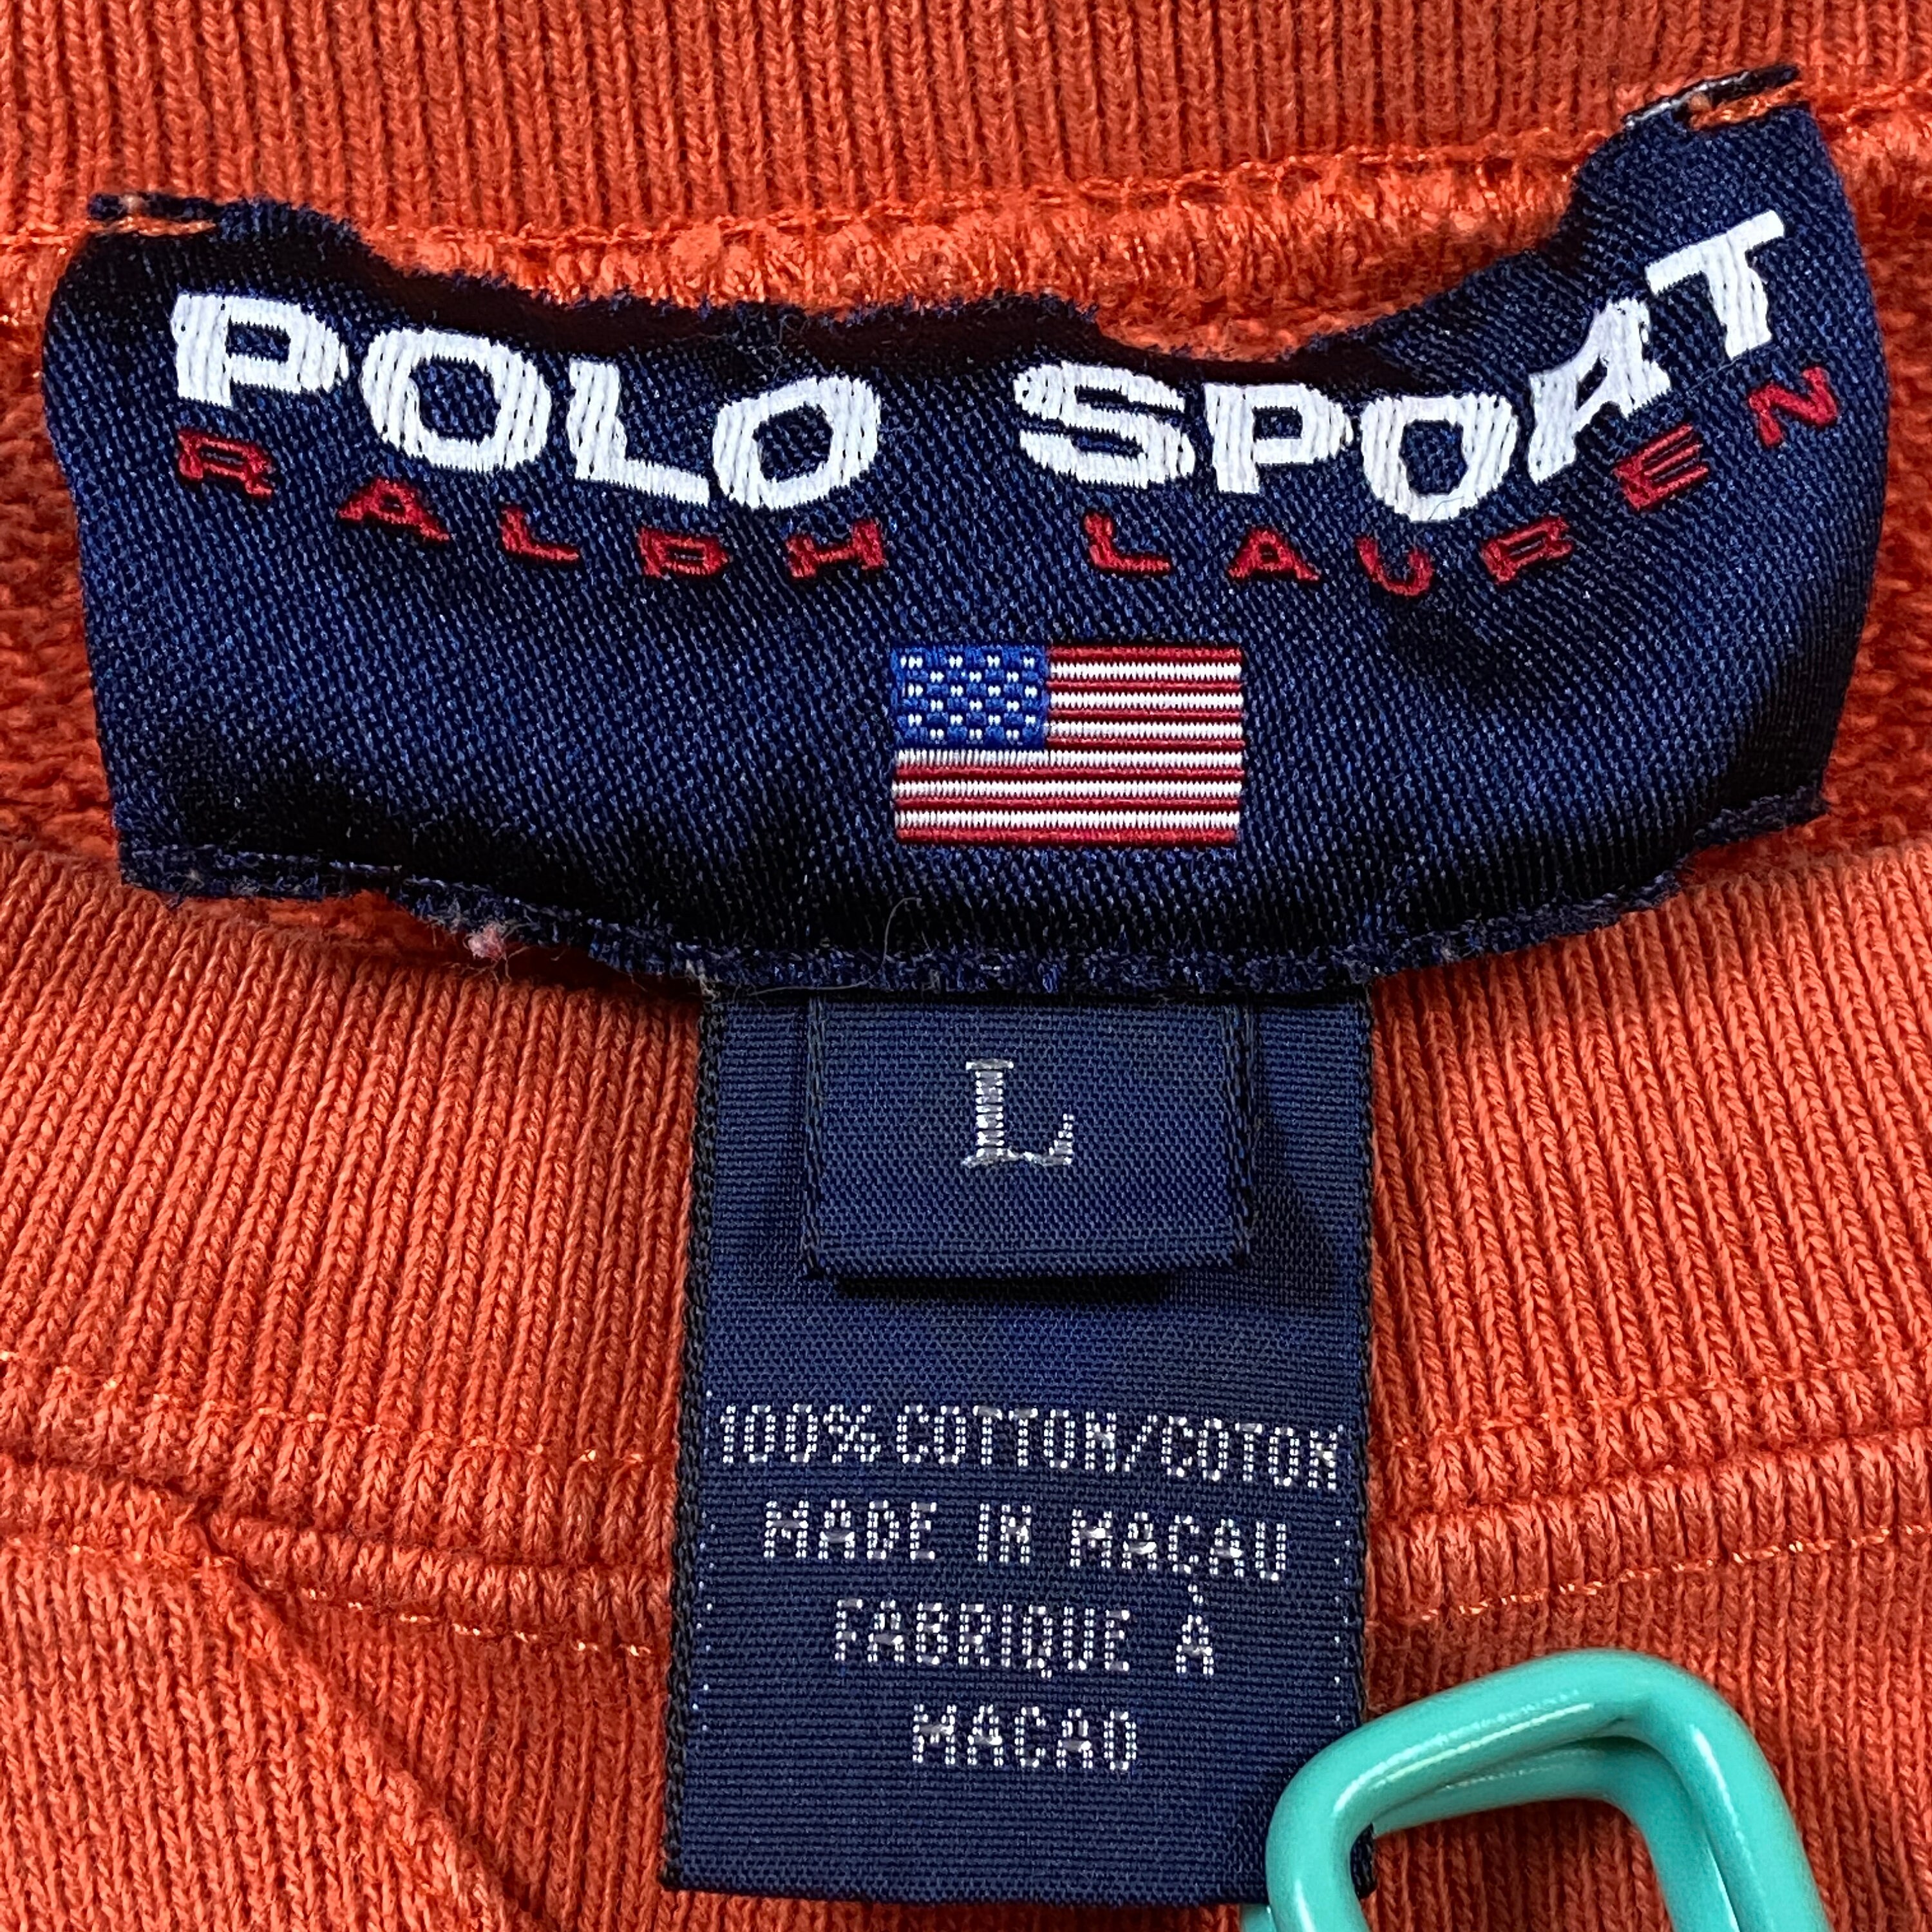 POLO SPORT
RALPH LAUREN
L
100% COTTON/COTON
MADE IN MACAU
FABRIQUE À
MACAO